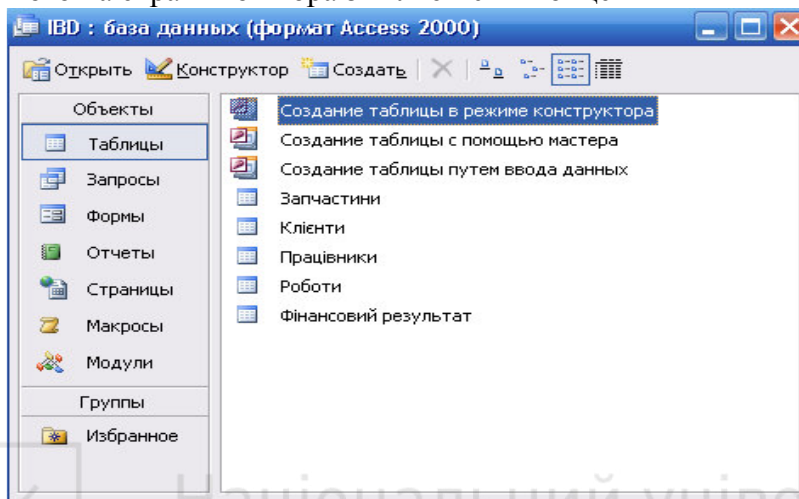 IBD : база данных (формат Access 2000)
Открыть Конструктор Создать
Объекты
Таблицы
Запросы
Формы
Отчеты
Страницы
Макросы
Модули
Группы
Избранное
Создание таблицы в режиме конструктора
Создание таблицы с помощью мастера
Создание таблицы путем ввода данных
Запчастини
Клієнти
Працівники
Роботи
Фінансовий результат
Національний